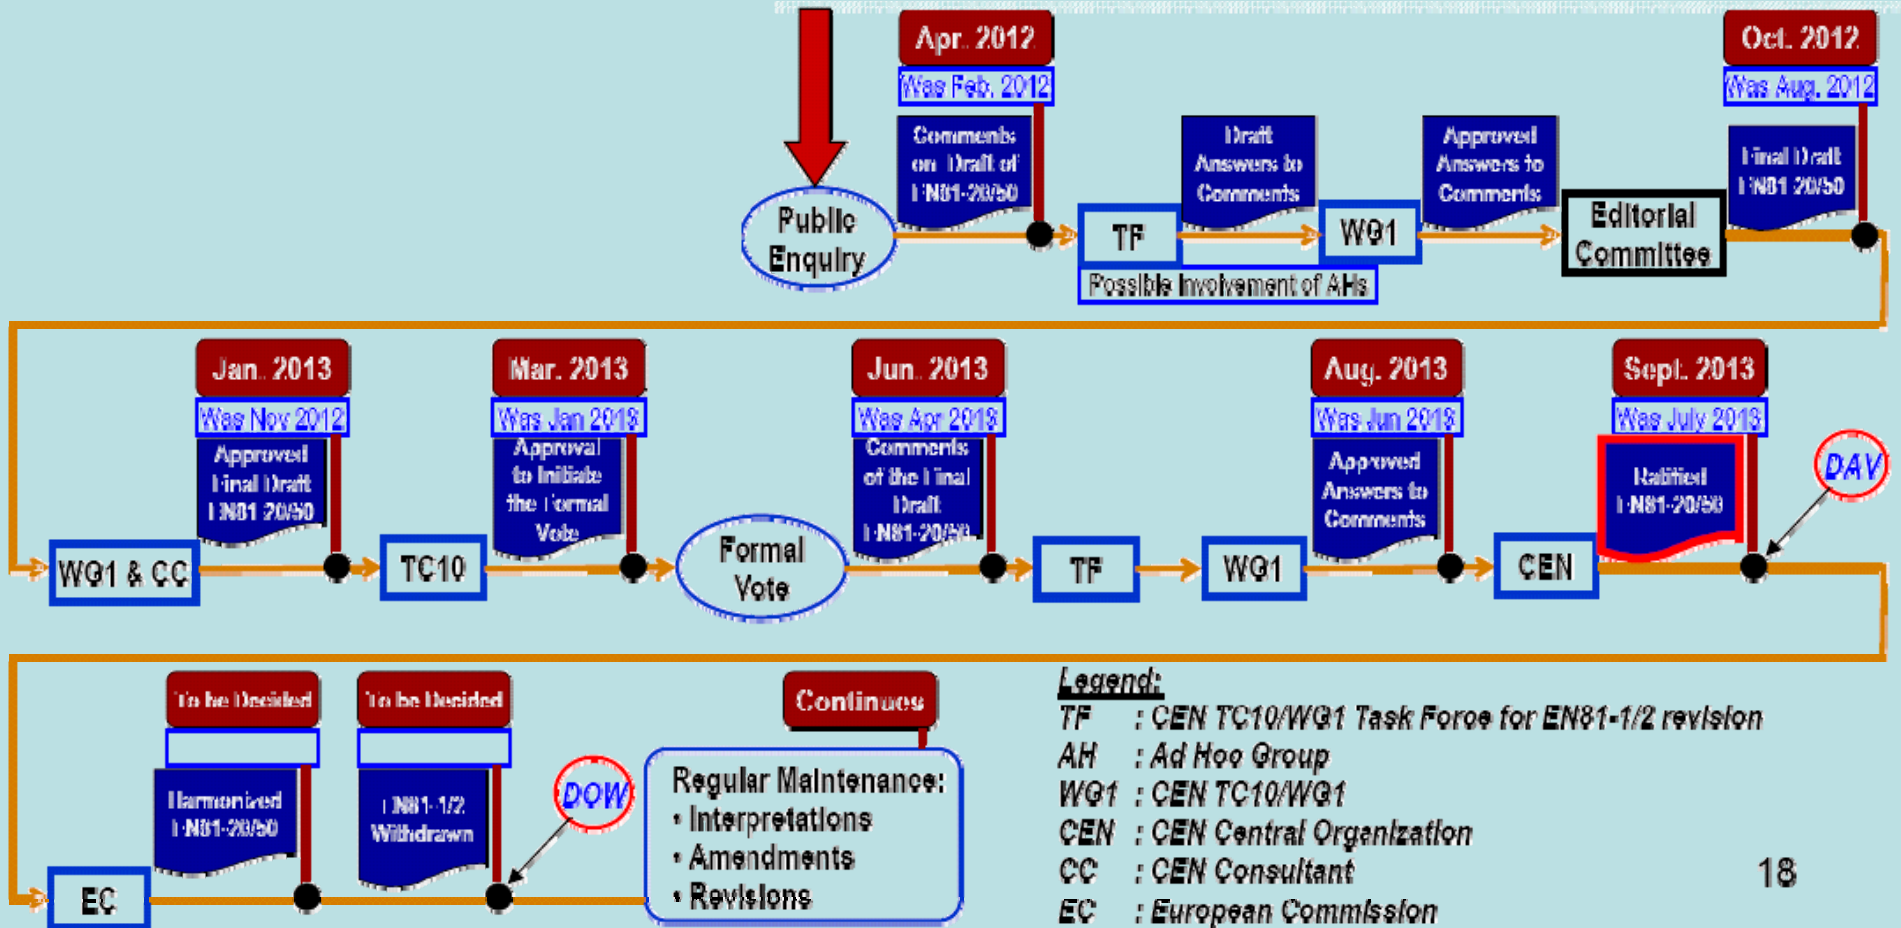 Apr. 2012
Was Feb. 2012
Comments
on Draft of
EN81-20/50
Public
Enquiry
TF
Draft
Answers to
Comments
Possible Involvement of AHs
WG1
Approved
Answers to
Comments
Editorial
Committee
Oct. 2012
Was Aug. 2012
Final Draft
EN81-20/50
WG1 & CC
Jan. 2013
Was Nov 2012
Approved
Final Draft
EN81-20/50
TC10
Mar. 2013
Was Jan 2013
Approval
to Initiate
the Formal
Vote
Formal
Vote
Jun. 2013
Was Apr 2013
Comments
of the Final
Draft
EN81-20/50
TF
WG1
Aug. 2013
Was Jun 2013
Approved
Answers to
Comments
CEN
Sept. 2013
Was July 2013
Ratified
EN81-20/50
DAV
EC
To be Decided
Harmonized
EN81-20/50
To be Decided
EN81-1/2
Withdrawn
DOW
Continues
Regular Maintenance:
• Interpretations
• Amendments
• Revisions
Legend:
TF : CEN TC10/WG1 Task Force for EN81-1/2 revision
AH : Ad Hoc Group
WG1 : CEN TC10/WG1
CEN : CEN Central Organization
CC : CEN Consultant
EC : European Commission
18